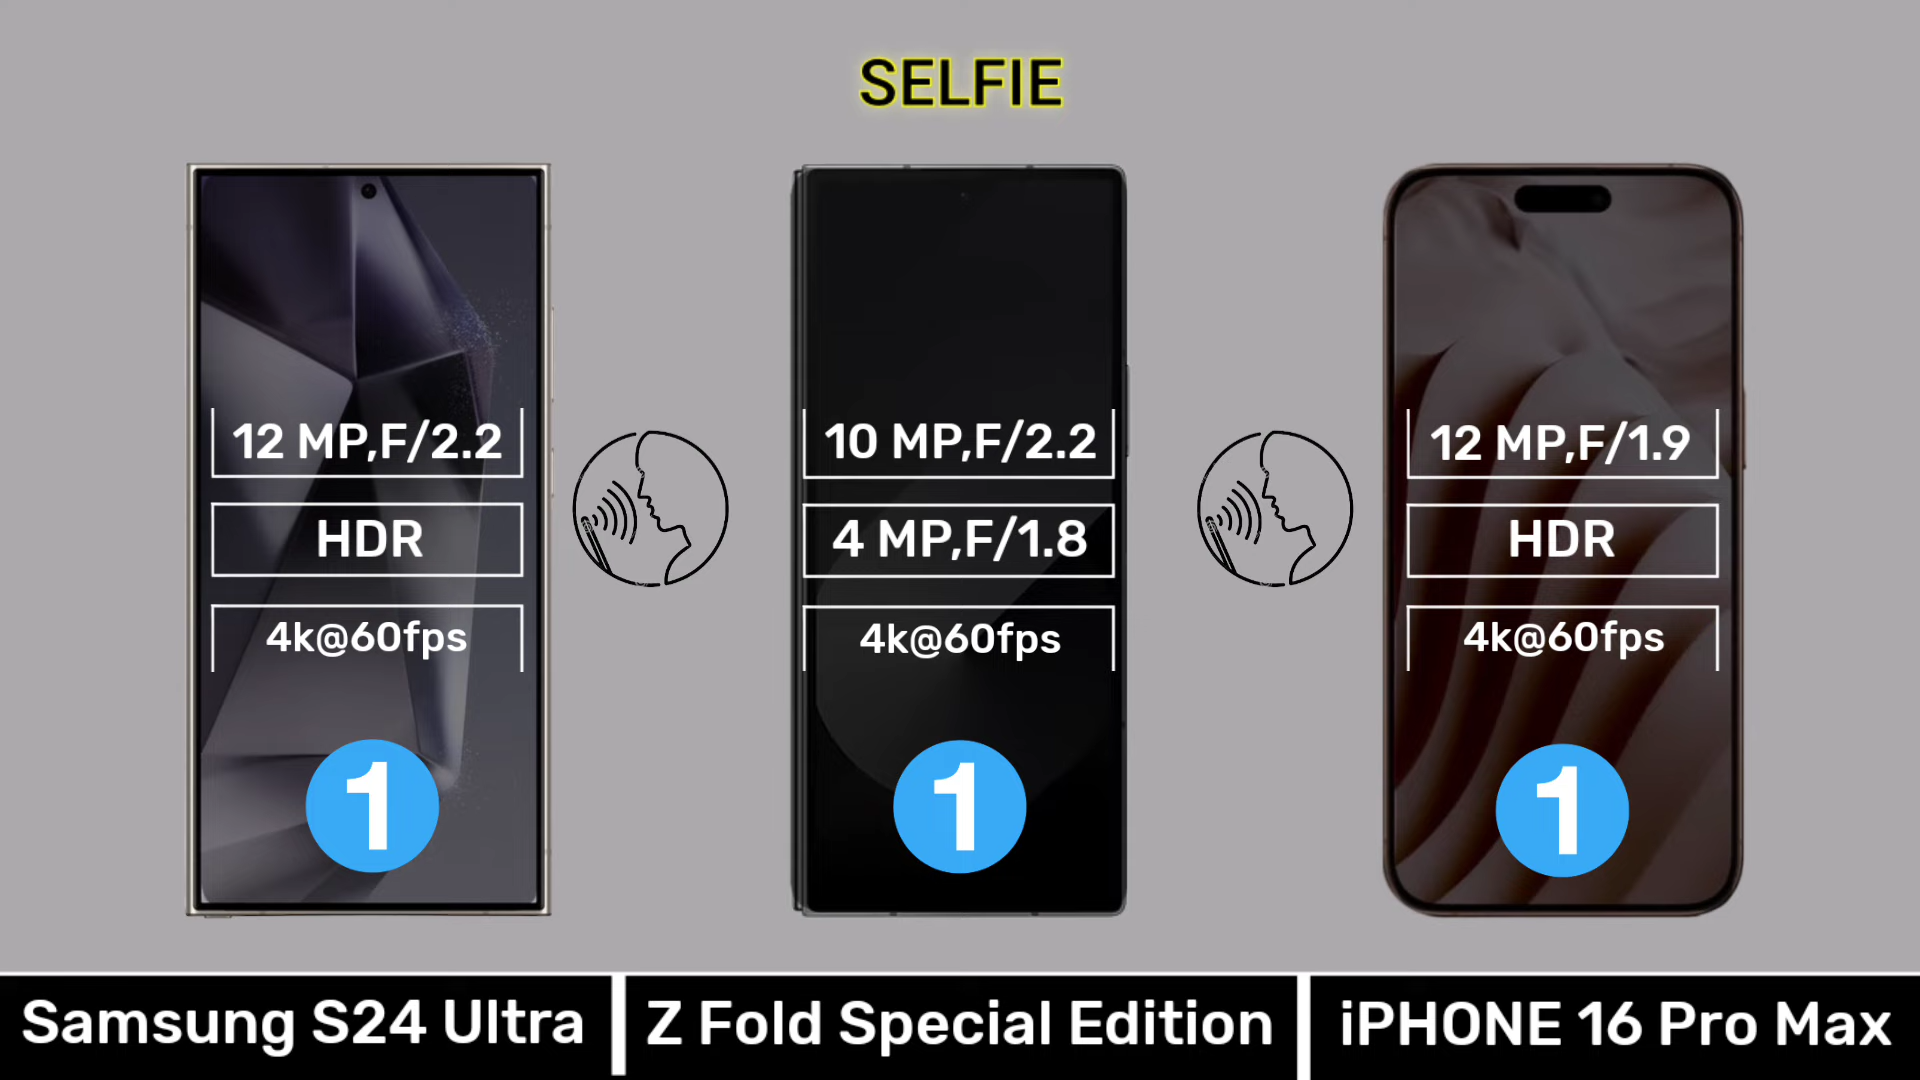 SELFIE
12 MP,F/2.2
HDR
4k@60fps
1
10 MP,F/2.2
4 MP,F/1.8
4k@60fps
1
12 MP,F/1.9
HDR
4k@60fps
1
Samsung S24 Ultra
Z Fold Special Edition
iPHONE 16 Pro Max